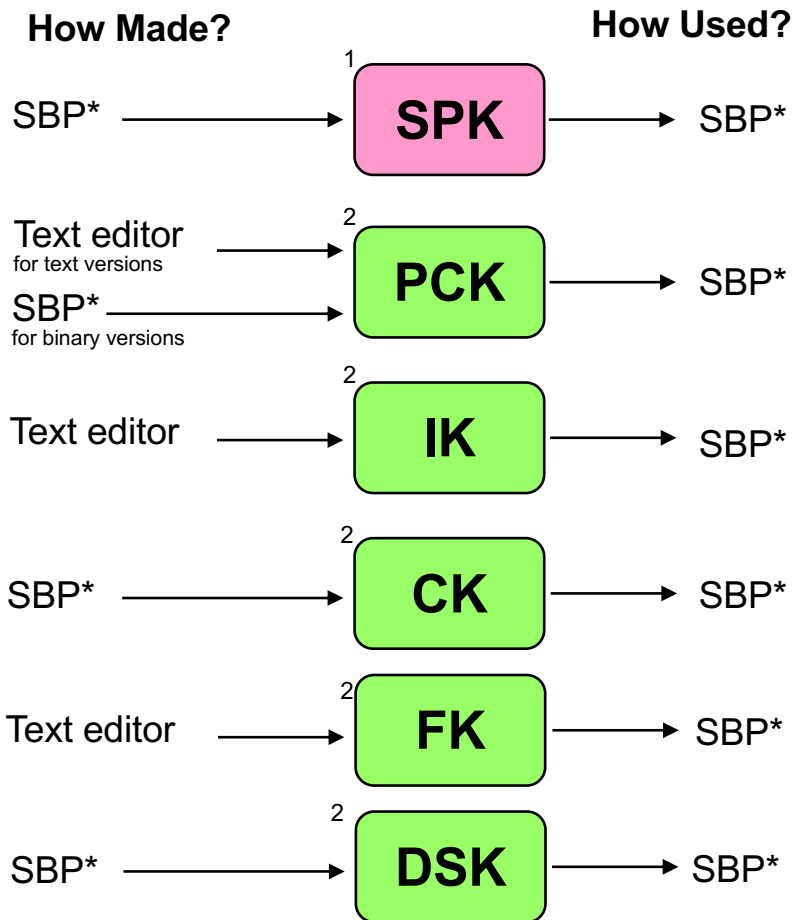 How Made?
How Used?
1
SBP*
SPK
SBP*
2
Text editor
for text versions
PCK
SBP*
SBP*
for binary versions
2
Text editor
IK
SBP*
2
SBP*
CK
SBP*
2
Text editor
FK
SBP*
2
SBP*
DSK
SBP*